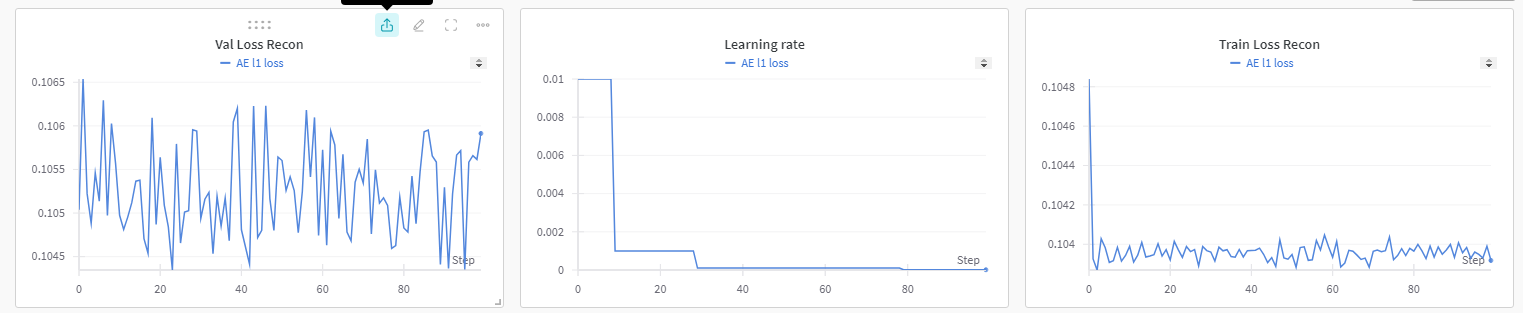 Val Loss Recon
AE l1 loss
0.1065
0.106
0.1055
0.105
0.1045
Step
0 20 40 60 80
Learning rate
AE l1 loss
0.01
0.008
0.006
0.004
0.002
0
Step
0 20 40 60 80
Train Loss Recon
AE l1 loss
0.1048
0.1046
0.1044
0.1042
0.104
Step
0 20 40 60 80